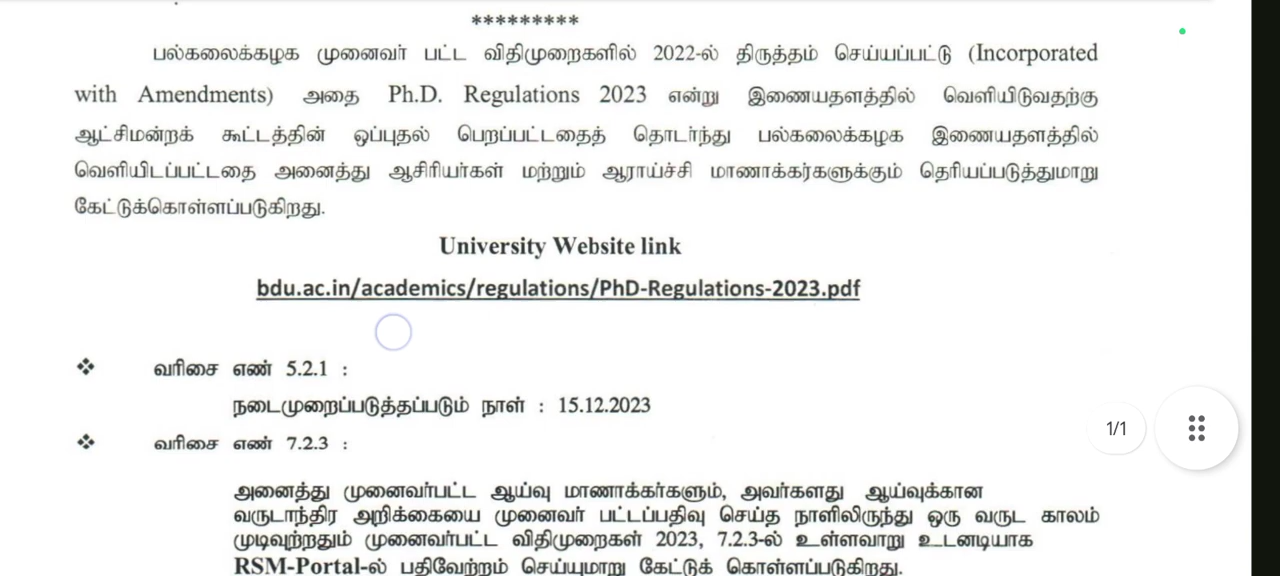 *********
பல்கலைக்கழக முனைவர் பட்ட விதிமுறைகளில் 2022-ல் திருத்தம் செய்யப்பட்டு (Incorporated
with Amendments) அதை Ph.D. Regulations 2023 என்று இணையதளத்தில் வெளியிடுவதற்கு
ஆட்சிமன்றக் கூட்டத்தின் ஒப்புதல் பெறப்பட்டதைத் தொடர்ந்து பல்கலைக்கழக இணையதளத்தில்
வெளியிடப்பட்டதை அனைத்து ஆசிரியர்கள் மற்றும் ஆராய்ச்சி மாணாக்கர்களுக்கும் தெரியப்படுத்துமாறு
கேட்டுக்கொள்ளப்படுகிறது.
University Website link
bdu.ac.in/academics/regulations/PhD-Regulations-2023.pdf
❖ வரிசை எண் 5.2.1 :
நடைமுறைப்படுத்தப்படும் நாள் : 15.12.2023
❖ வரிசை எண் 7.2.3 :
1/1
அனைத்து முனைவர்பட்ட ஆய்வு மாணாக்கர்களும், அவர்களது ஆய்வுக்கான
வருடாந்திர அறிக்கையை முனைவர் பட்டப்பதிவு செய்த நாளிலிருந்து ஒரு வருட காலம்
முடிவுற்றதும் முனைவர்பட்ட விதிமுறைகள் 2023, 7.2.3-ல் உள்ளவாறு உடனடியாக
RSM-Portal-ல் பதிவேற்றம் செய்யுமாறு கேட்டுக் கொள்ளப்படுகிறது.